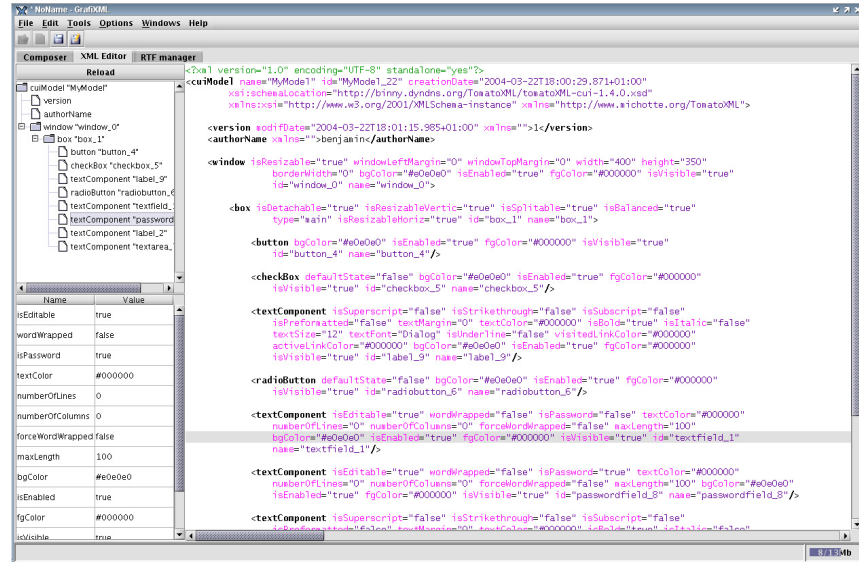 * NoName - GrafiXML
File Edit Tools Options Windows Help
Composer XML Editor RTF manager
Reload
cuiModel "MyModel"
version
authorName
window "window_0"
box "box_1"
button "button_4"
checkBox "checkbox_5"
textComponent "label_9"
radioButton "radiobutton_6
textComponent "textfield_
textComponent "password
textComponent "label_2"
textComponent "textarea_
Name Value
isEditable true
wordWrapped false
isPassword true
textColor #000000
numberOfLines 0
numberOfColumns 0
forceWordWrapped false
maxLength 100
bgColor #e0e0e0
isEnabled true
fgColor #000000
isVisible true
<?xml version="1.0" encoding="UTF-8" standalone="yes"?>
<cuiModel name="MyModel" id="MyModel_22" creationDate="2004-03-22T18:00:29.871+01:00"
xsi:schemaLocation="http://binny.dyndns.org/TomatoXML/tomatoXML-cui-1.4.0.xsd"
xmlns:xsi="http://www.w3.org/2001/XMLSchema-instance" xmlns="http://www.michotte.org/TomatoXML">
<version modifDate="2004-03-22T18:01:15.985+01:00" xmlns="">1</version>
<authorName xmlns="">benjamin</authorName>
<window isResizable="true" windowLeftMargin="0" windowTopMargin="0" width="400" height="350"
borderWidth="0" bgColor="#e0e0e0" isEnabled="true" fgColor="#000000" isVisible="true"
id="window_0" name="window_0">
<box isDetachable="true" isResizableVertic="true" isSplitable="true" isBalanced="true"
type="main" isResizableHoriz="true" id="box_1" name="box_1">
<button bgColor="#e0e0e0" isEnabled="true" fgColor="#000000" isVisible="true"
id="button_4" name="button_4"/>
<checkBox defaultState="false" bgColor="#e0e0e0" isEnabled="true" fgColor="#000000"
isVisible="true" id="checkbox_5" name="checkbox_5"/>
<textComponent isSuperscript="false" isStrikethrough="false" isSubscript="false"
isPreformatted="false" textMargin="0" textColor="#000000" isBold="true" isItalic="false"
textSize="12" textFont="Dialog" isUnderline="false" visitedLinkColor="#000000"
activeLinkColor="#000000" bgColor="#e0e0e0" isEnabled="true" fgColor="#000000"
isVisible="true" id="label_9" name="label_9"/>
<radioButton defaultState="false" bgColor="#e0e0e0" isEnabled="true" fgColor="#000000"
isVisible="true" id="radiobutton_6" name="radiobutton_6"/>
<textComponent isEditable="true" wordWrapped="false" isPassword="false" textColor="#000000"
numberOfLines="0" numberOfColumns="0" forceWordWrapped="false" maxLength="100"
bgColor="#e0e0e0" isEnabled="true" fgColor="#000000" isVisible="true" id="textfield_1"
name="textfield_1"/>
<textComponent isEditable="true" wordWrapped="false" isPassword="true" textColor="#000000"
numberOfLines="0" numberOfColumns="0" forceWordWrapped="false" maxLength="100" bgColor="#e0e0e0"
isEnabled="true" fgColor="#000000" isVisible="true" id="passwordfield_8" name="passwordfield_8"/>
<textComponent isSuperscript="false" isStrikethrough="false" isSubscript="false"
isPreformatted="false" textMargin="0" textColor="#000000" isBold="true" isItalic="false"
8/13Mb